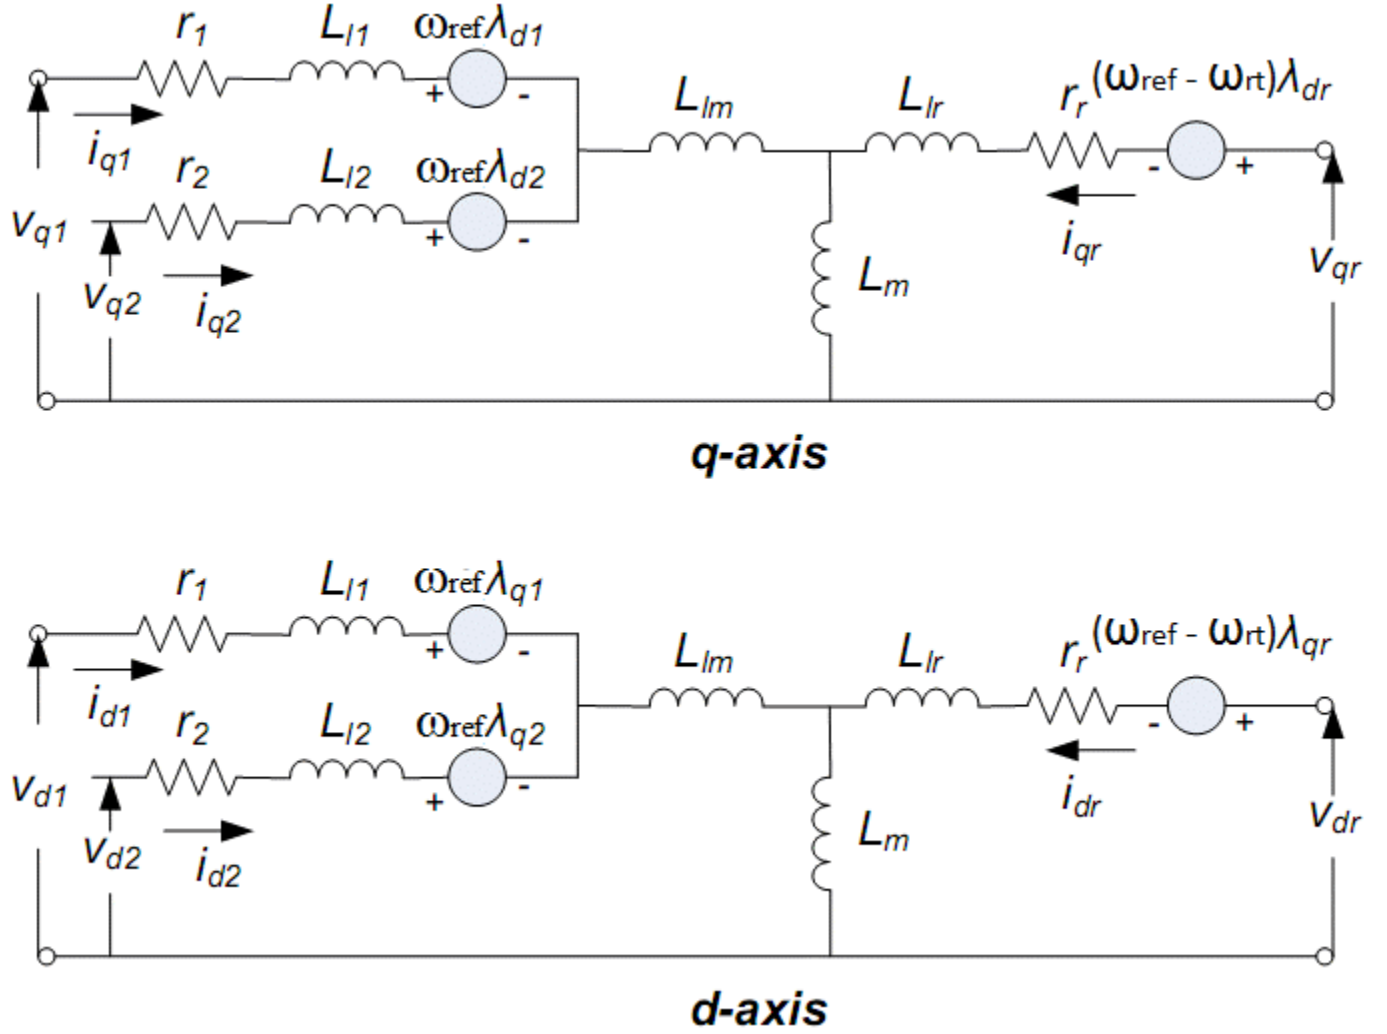 r1 Ll1 ωrefλd1
iq1
r2 Ll2 ωrefλd2
vq1
vq2
iq2
Llm Llr rr (ωref - ωrt)λdr
iqr
vqr
Lm
+ - + - - +
q-axis
r1 Ll1 ωrefλq1
id1
r2 Ll2 ωrefλq2
vd1
vd2
id2
Llm Llr rr (ωref - ωrt)λqr
idr
vdr
Lm
+ - + - - +
d-axis